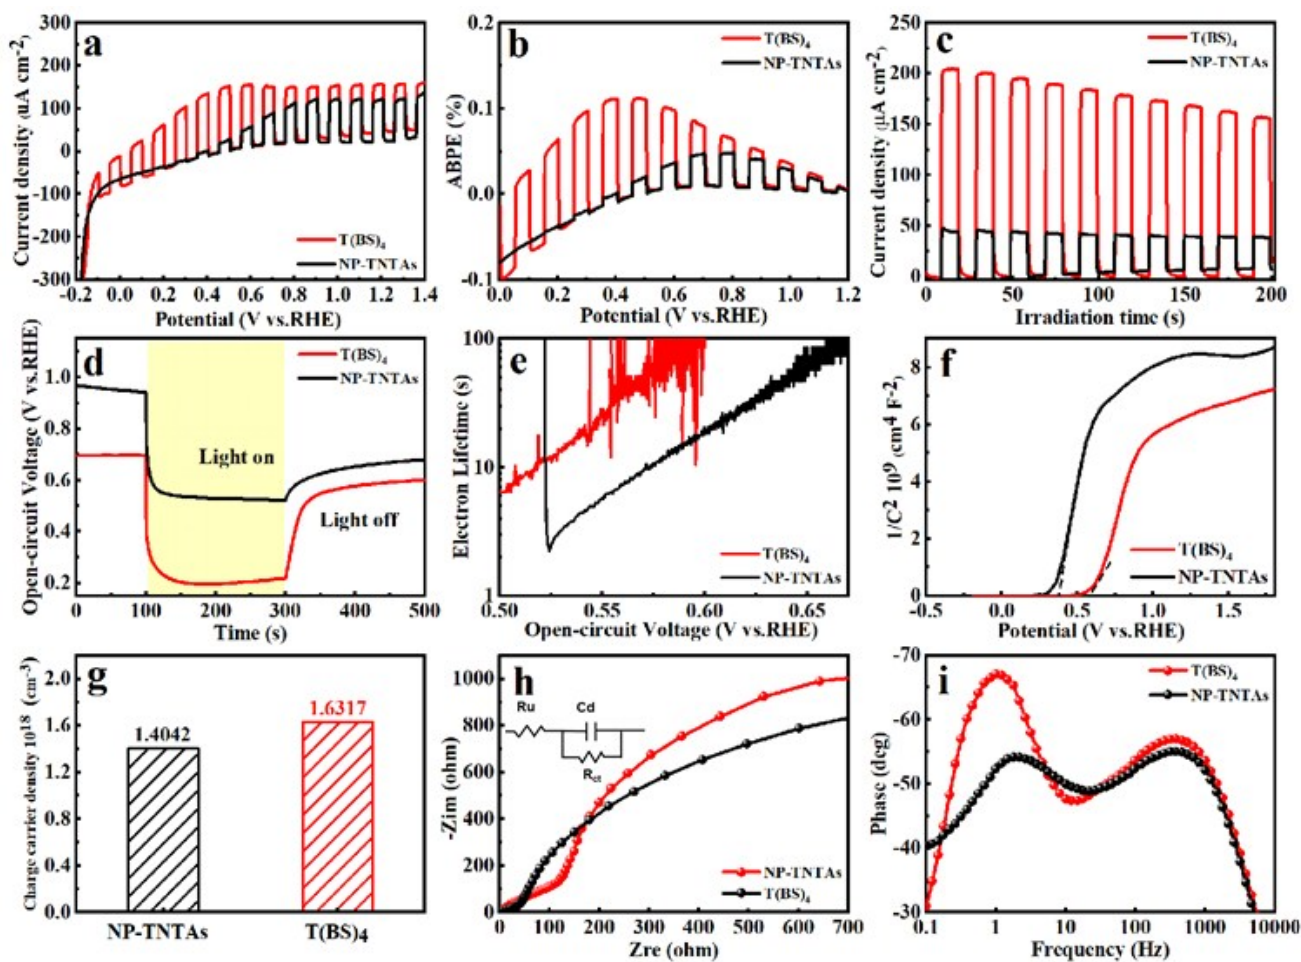 a
Current density (μA cm-2)
300
200
100
0
-100
-200
-300
-0.2 0.0 0.2 0.4 0.6 0.8 1.0 1.2 1.4
Potential (V vs.RHE)
T(BS)4
NP-TNTAs
b
ABPE (%)
0.2
0.1
0.0
-0.1
0.0 0.2 0.4 0.6 0.8 1.0 1.2
Potential (V vs.RHE)
T(BS)4
NP-TNTAs
c
Current density (μA cm-2)
250
200
150
100
50
0
0 50 100 150 200
Irradiation time (s)
T(BS)4
NP-TNTAs
d
Open-circuit Voltage (V vs.RHE)
1.0
0.8
0.6
0.4
0.2
0 100 200 300 400 500
Time (s)
T(BS)4
NP-TNTAs
Light on
Light off
e
Electron Lifetime (s)
100
10
1
0.50 0.55 0.60 0.65
Open-circuit Voltage (V vs.RHE)
T(BS)4
NP-TNTAs
f
1/C2 109 (cm4 F-2)
8
6
4
2
0
-0.5 0.0 0.5 1.0 1.5
Potential (V vs.RHE)
T(BS)4
NP-TNTAs
g
Charge carrier density 1018 (cm-3)
2.0
1.6
1.2
0.8
0.4
0.0
1.4042
1.6317
NP-TNTAs T(BS)4
h
-Zim (ohm)
1000
800
600
400
200
0
0 100 200 300 400 500 600 700
Zre (ohm)
Ru
Cd
Rct
NP-TNTAs
T(BS)4
i
Phase (deg)
-70
-60
-50
-40
-30
0.1 1 10 100 1000 10000
Frequency (Hz)
T(BS)4
NP-TNTAs